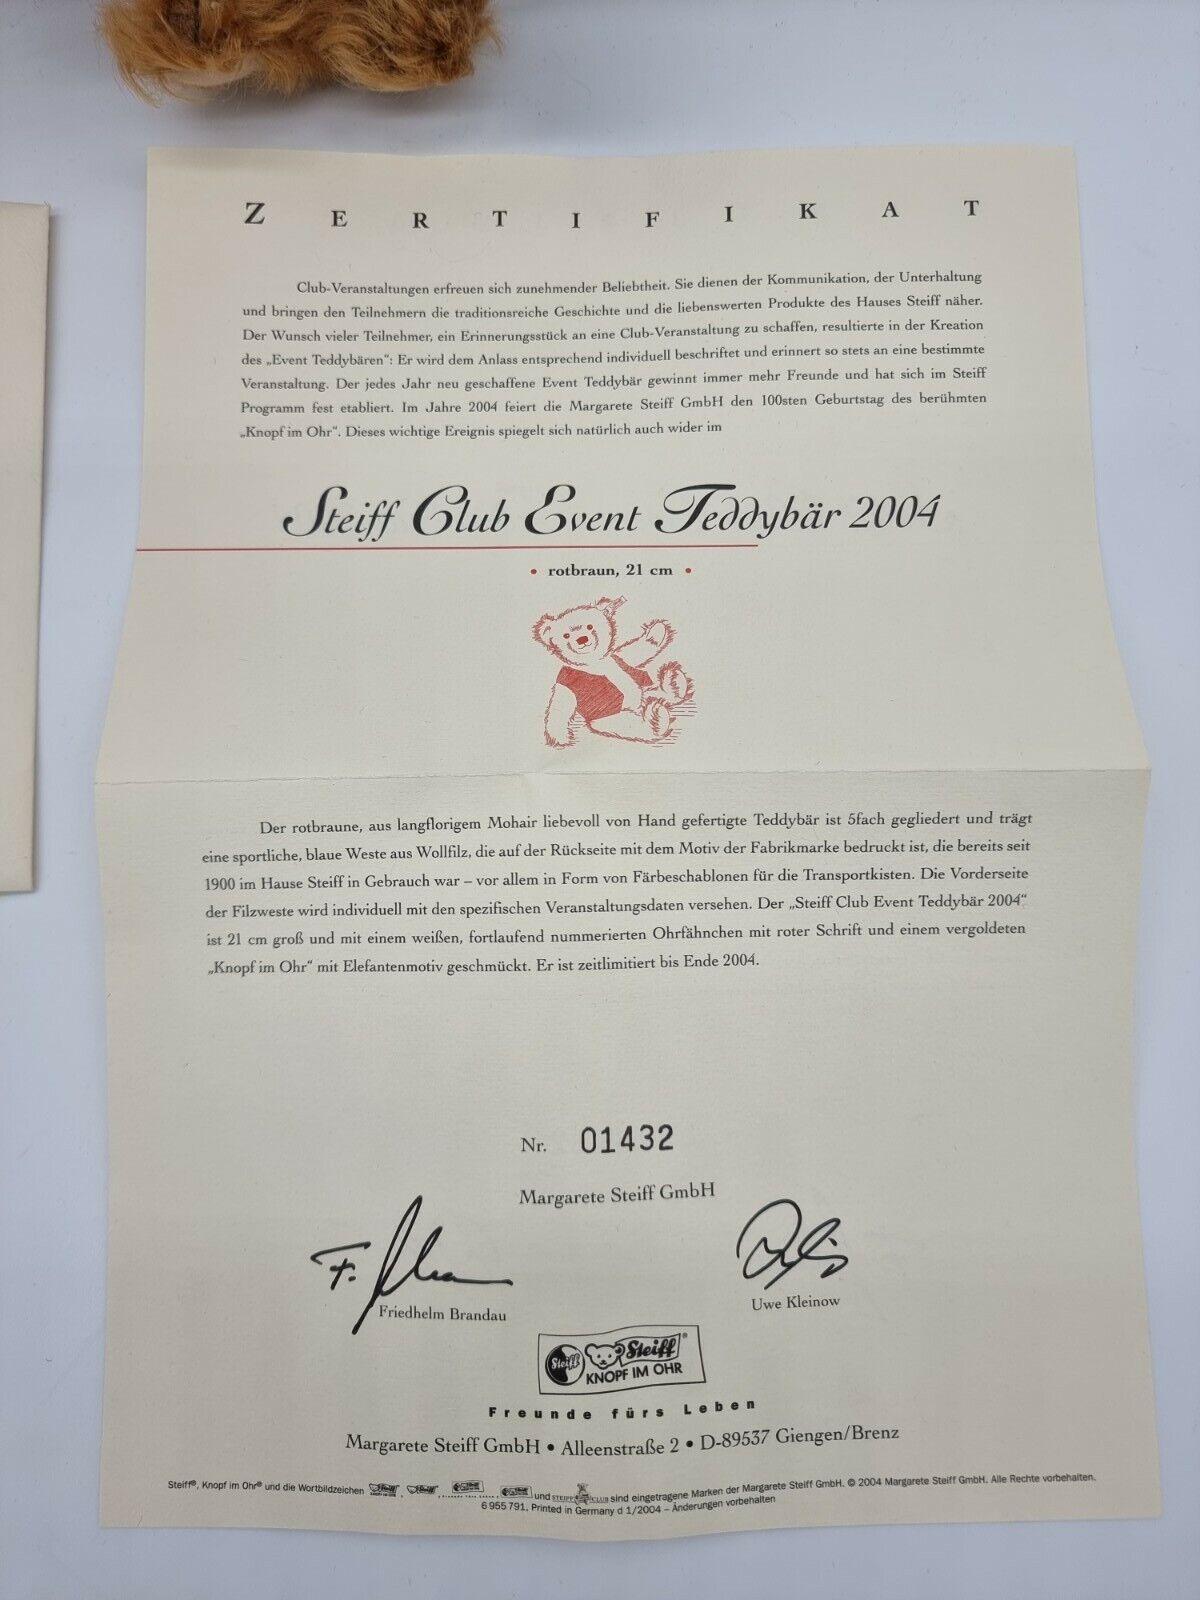 ZERTIFIKAT
Club-Veranstaltungen erfreuen sich zunehmender Beliebtheit. Sie dienen der Kommunikation, der Unterhaltung
und bringen den Teilnehmern die traditionsreiche Geschichte und die liebenswerten Produkte des Hauses Steiff näher.
Der Wunsch vieler Teilnehmer, ein Erinnerungsstück an eine Club-Veranstaltung zu schaffen, resultierte in der Kreation
des „Event Teddybären“: Er wird dem Anlass entsprechend individuell beschriftet und erinnert so stets an eine bestimmte
Veranstaltung. Der jedes Jahr neu geschaffene Event Teddybär gewinnt immer mehr Freunde und hat sich im Steiff
Programm fest etabliert. Im Jahre 2004 feiert die Margarete Steiff GmbH den 100sten Geburtstag des berühmten
„Knopf im Ohr“. Dieses wichtige Ereignis spiegelt sich natürlich auch wider im
Steiff Club Event Teddybär 2004
• rotbraun, 21 cm •
Der rotbraune, aus langflorigem Mohair liebevoll von Hand gefertigte Teddybär ist 5fach gegliedert und trägt
eine sportliche, blaue Weste aus Wollfilz, die auf der Rückseite mit dem Motiv der Fabrikmarke bedruckt ist, die bereits seit
1900 im Hause Steiff in Gebrauch war – vor allem in Form von Färbeschablonen für die Transportkisten. Die Vorderseite
der Filzweste wird individuell mit den spezifischen Veranstaltungsdaten versehen. Der „Steiff Club Event Teddybär 2004“
ist 21 cm groß und mit einem weißen, fortlaufend nummerierten Ohrfähnchen mit roter Schrift und einem vergoldeten
„Knopf im Ohr“ mit Elefantenmotiv geschmückt. Er ist zeitlimitiert bis Ende 2004.
Nr. 01432
Margarete Steiff GmbH
Friedhelm Brandau
Uwe Kleinow
Steiff Steiff®
KNOPF IM OHR
Freunde fürs Leben
Margarete Steiff GmbH • Alleenstraße 2 • D-89537 Giengen/Brenz
Steiff®, Knopf im Ohr® und die Wortbildzeichen und STEIFF CLUB sind eingetragene Marken der Margarete Steiff GmbH. © 2004 Margarete Steiff GmbH. Alle Rechte vorbehalten.
6 955 791, Printed in Germany d 1/2004 – Änderungen vorbehalten